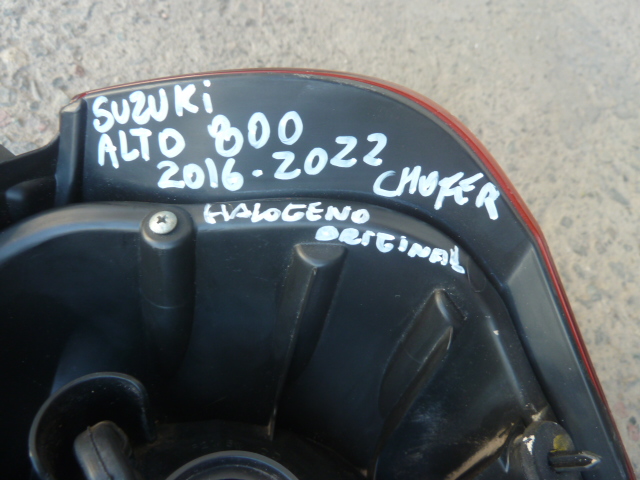 SUZUKi
ALTO 800
2016-2022 CHOFER
HALOGENO
ORIGINAL